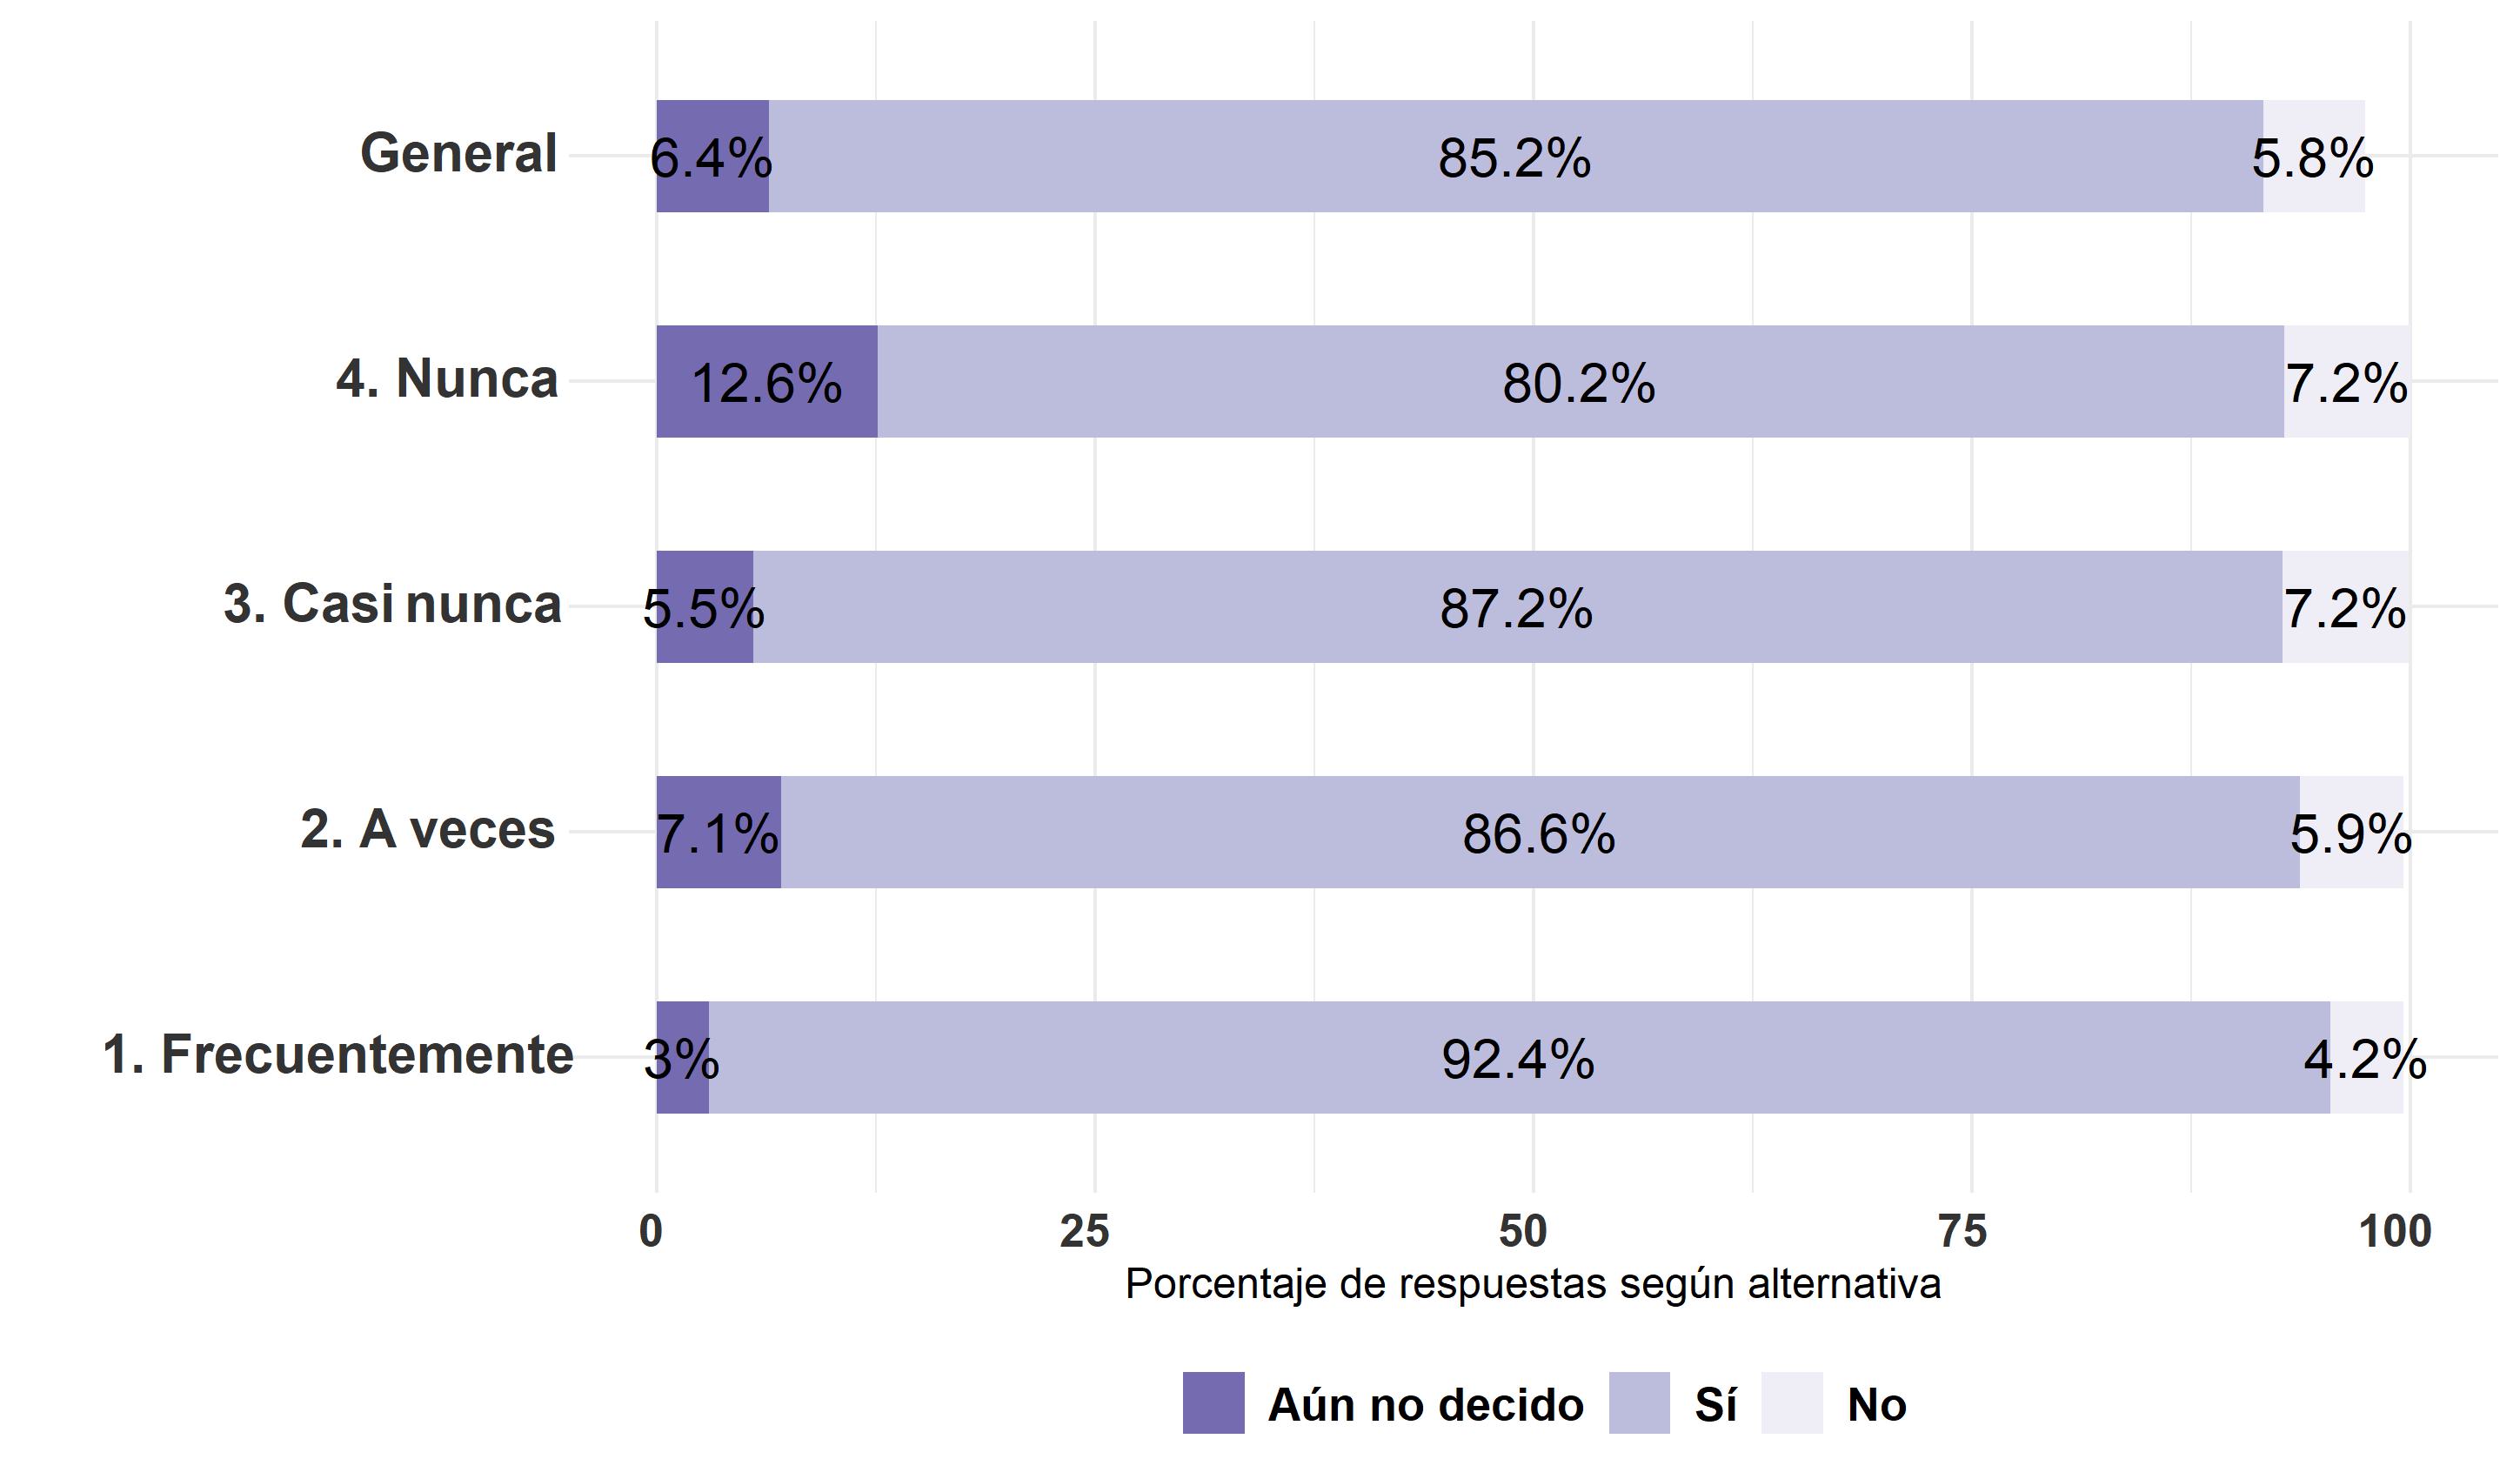 General 6.4% 85.2% 5.8%
4. Nunca 12.6% 80.2% 7.2%
3. Casi nunca 5.5% 87.2% 7.2%
2. A veces 7.1% 86.6% 5.9%
1. Frecuentemente 3% 92.4% 4.2%
0 25 50 75 100
Porcentaje de respuestas según alternativa
Aún no decido Sí No